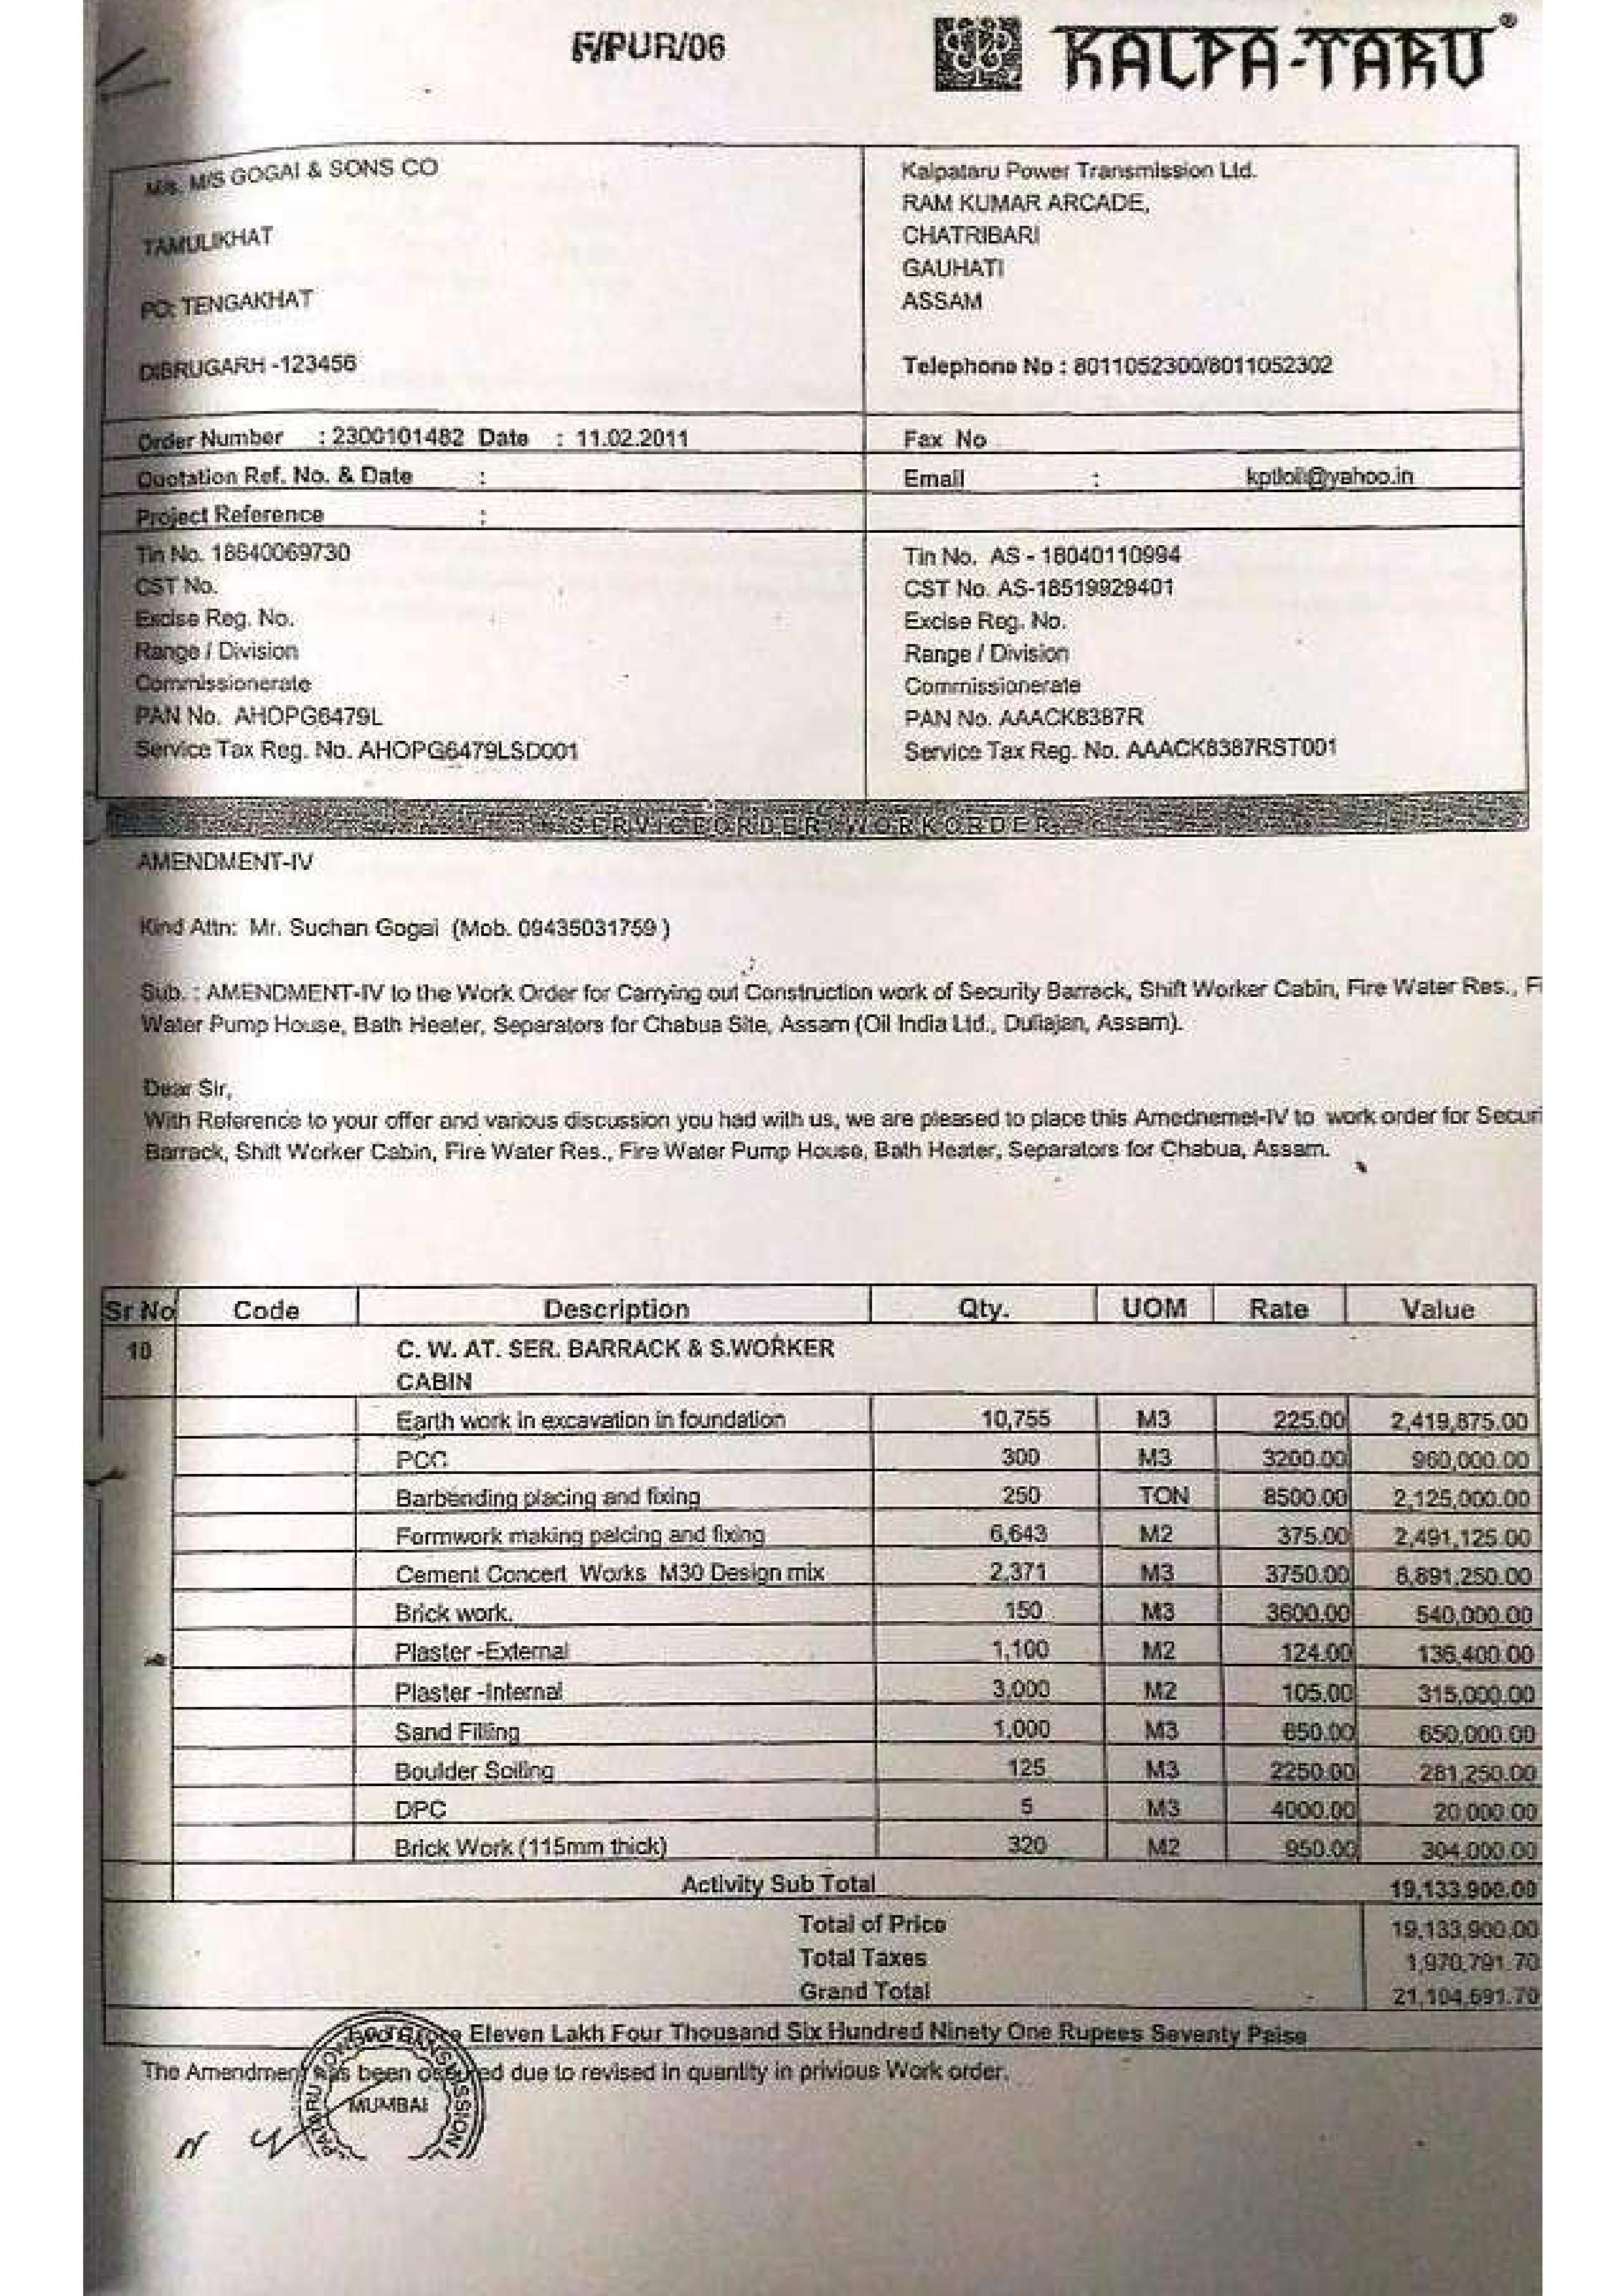 F/PUR/06
KALPA-TARU®
M/s. M/S GOGAI & SONS CO
TAMULIKHAT
PO: TENGAKHAT
DIBRUGARH -123456
Kalpataru Power Transmission Ltd.
RAM KUMAR ARCADE,
CHATRIBARI
GAUHATI
ASSAM
Telephone No : 8011052300/8011052302
Order Number : 2300101482 Date : 11.02.2011
Fax No
Quotation Ref. No. & Date :
Email : @yahoo.in
Project Reference :
Tin No. 18640069730
CST No.
Excise Reg. No.
Range / Division
Commissionerate
PAN No. AHOPG6479L
Service Tax Reg. No. AHOPG6479LSD001
Tin No. AS - 18040110994
CST No. AS-18519929401
Excise Reg. No.
Range / Division
Commissionerate
PAN No. AAACK8387R
Service Tax Reg. No. AAACK8387RST001
SERVICE ORDER WORK ORDER
AMENDMENT-IV
Kind Attn: Mr. Suchan Gogai (Mob. 09435031759 )
Sub. : AMENDMENT-IV to the Work Order for Carrying out Construction work of Security Barrack, Shift Worker Cabin, Fire Water Res., Fi
Water Pump House, Bath Heater, Separators for Chabua Site, Assam (Oil India Ltd., Duliajan, Assam).
Dear Sir,
With Reference to your offer and various discussion you had with us, we are pleased to place this Amednemet-IV to work order for Securi
Barrack, Shift Worker Cabin, Fire Water Res., Fire Water Pump House, Bath Heater, Separators for Chabua, Assam.
Sr No Code Description Qty. UOM Rate Value
10 C. W. AT. SER. BARRACK & S.WORKER
CABIN
Earth work in excavation in foundation 10,755 M3 225.00 2,419,875.00
PCC 300 M3 3200.00 960,000.00
Barbending placing and fixing 250 TON 8500.00 2,125,000.00
Formwork making palcing and fixing 6,643 M2 375.00 2,491,125.00
Cement Concert Works M30 Design mix 2,371 M3 3750.00 8,891,250.00
Brick work. 150 M3 3600.00 540,000.00
Plaster -External 1,100 M2 124.00 136,400.00
Plaster -Internal 3,000 M2 105.00 315,000.00
Sand Filling 1,000 M3 650.00 650,000.00
Boulder Soiling 125 M3 2250.00 281,250.00
DPC 5 M3 4000.00 20,000.00
Brick Work (115mm thick) 320 M2 950.00 304,000.00
Activity Sub Total 19,133,900.00
Total of Price 19,133,900.00
Total Taxes 1,970,791.70
Grand Total 21,104,691.70
Eleven Lakh Four Thousand Six Hundred Ninety One Rupees Seventy Paise
The Amendment has been due to revised in quantity in privious Work order.
MUMBAI